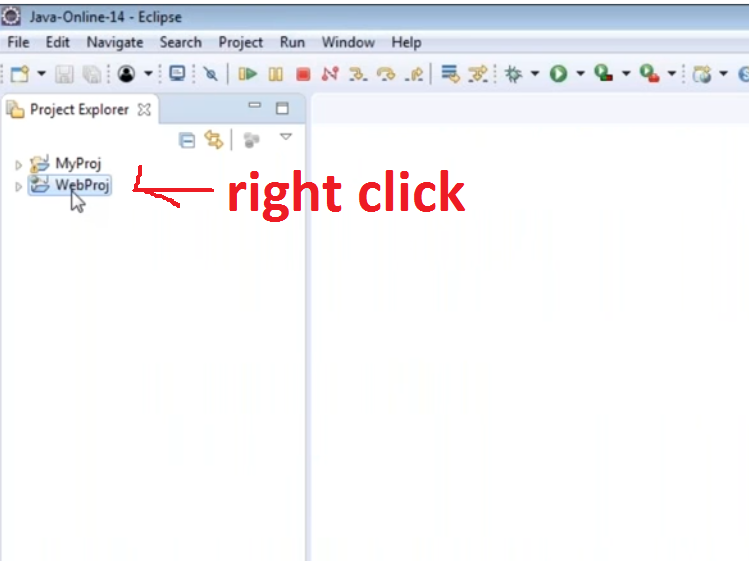 Java-Online-14 - Eclipse
File Edit Navigate Search Project Run Window Help
Project Explorer
MyProj
WebProj
right click